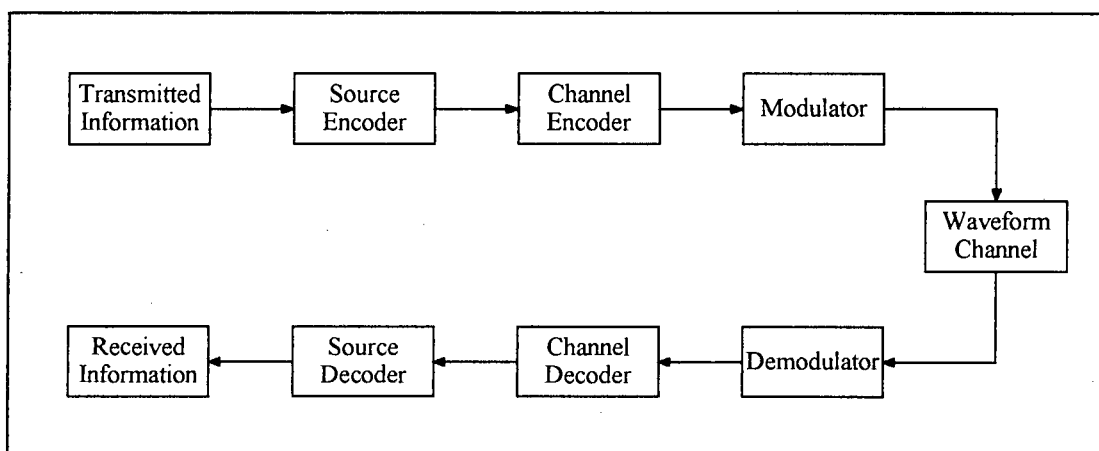 Transmitted
Information
Source
Encoder
Channel
Encoder
Modulator
Waveform
Channel
Received
Information
Source
Decoder
Channel
Decoder
Demodulator